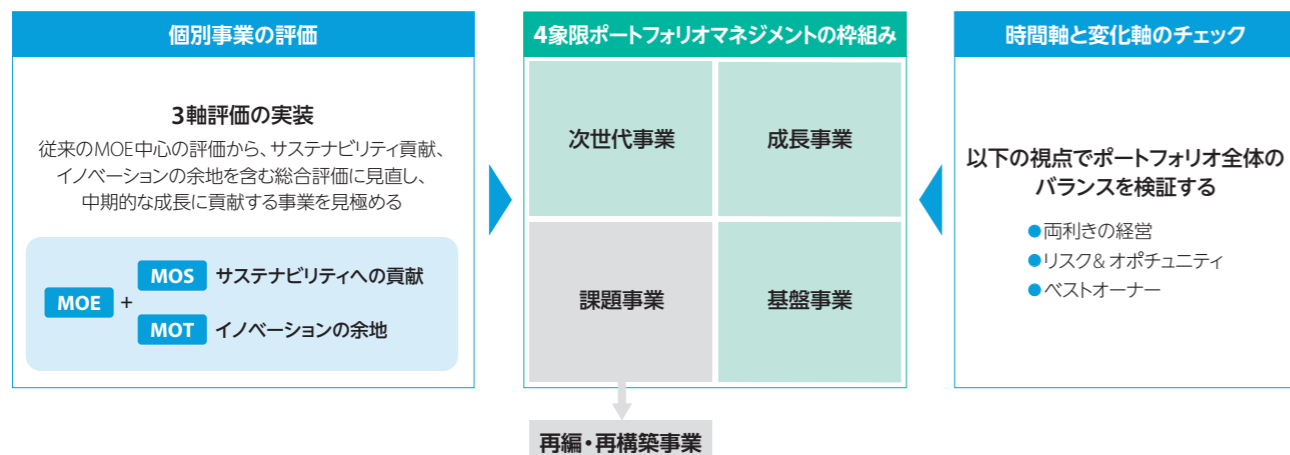 個別事業の評価
3軸評価の実装
従来のMOE中心の評価から、サステナビリティ貢献、
イノベーションの余地を含む総合評価に見直し、
中期的な成長に貢献する事業を見極める
MOE +
MOS サステナビリティへの貢献
MOT イノベーションの余地
4象限ポートフォリオマネジメントの枠組み
次世代事業
成長事業
課題事業
基盤事業
再編・再構築事業
時間軸と変化軸のチェック
以下の視点でポートフォリオ全体の
バランスを検証する
●両利きの経営
●リスク&オポチュニティ
●ベストオーナー